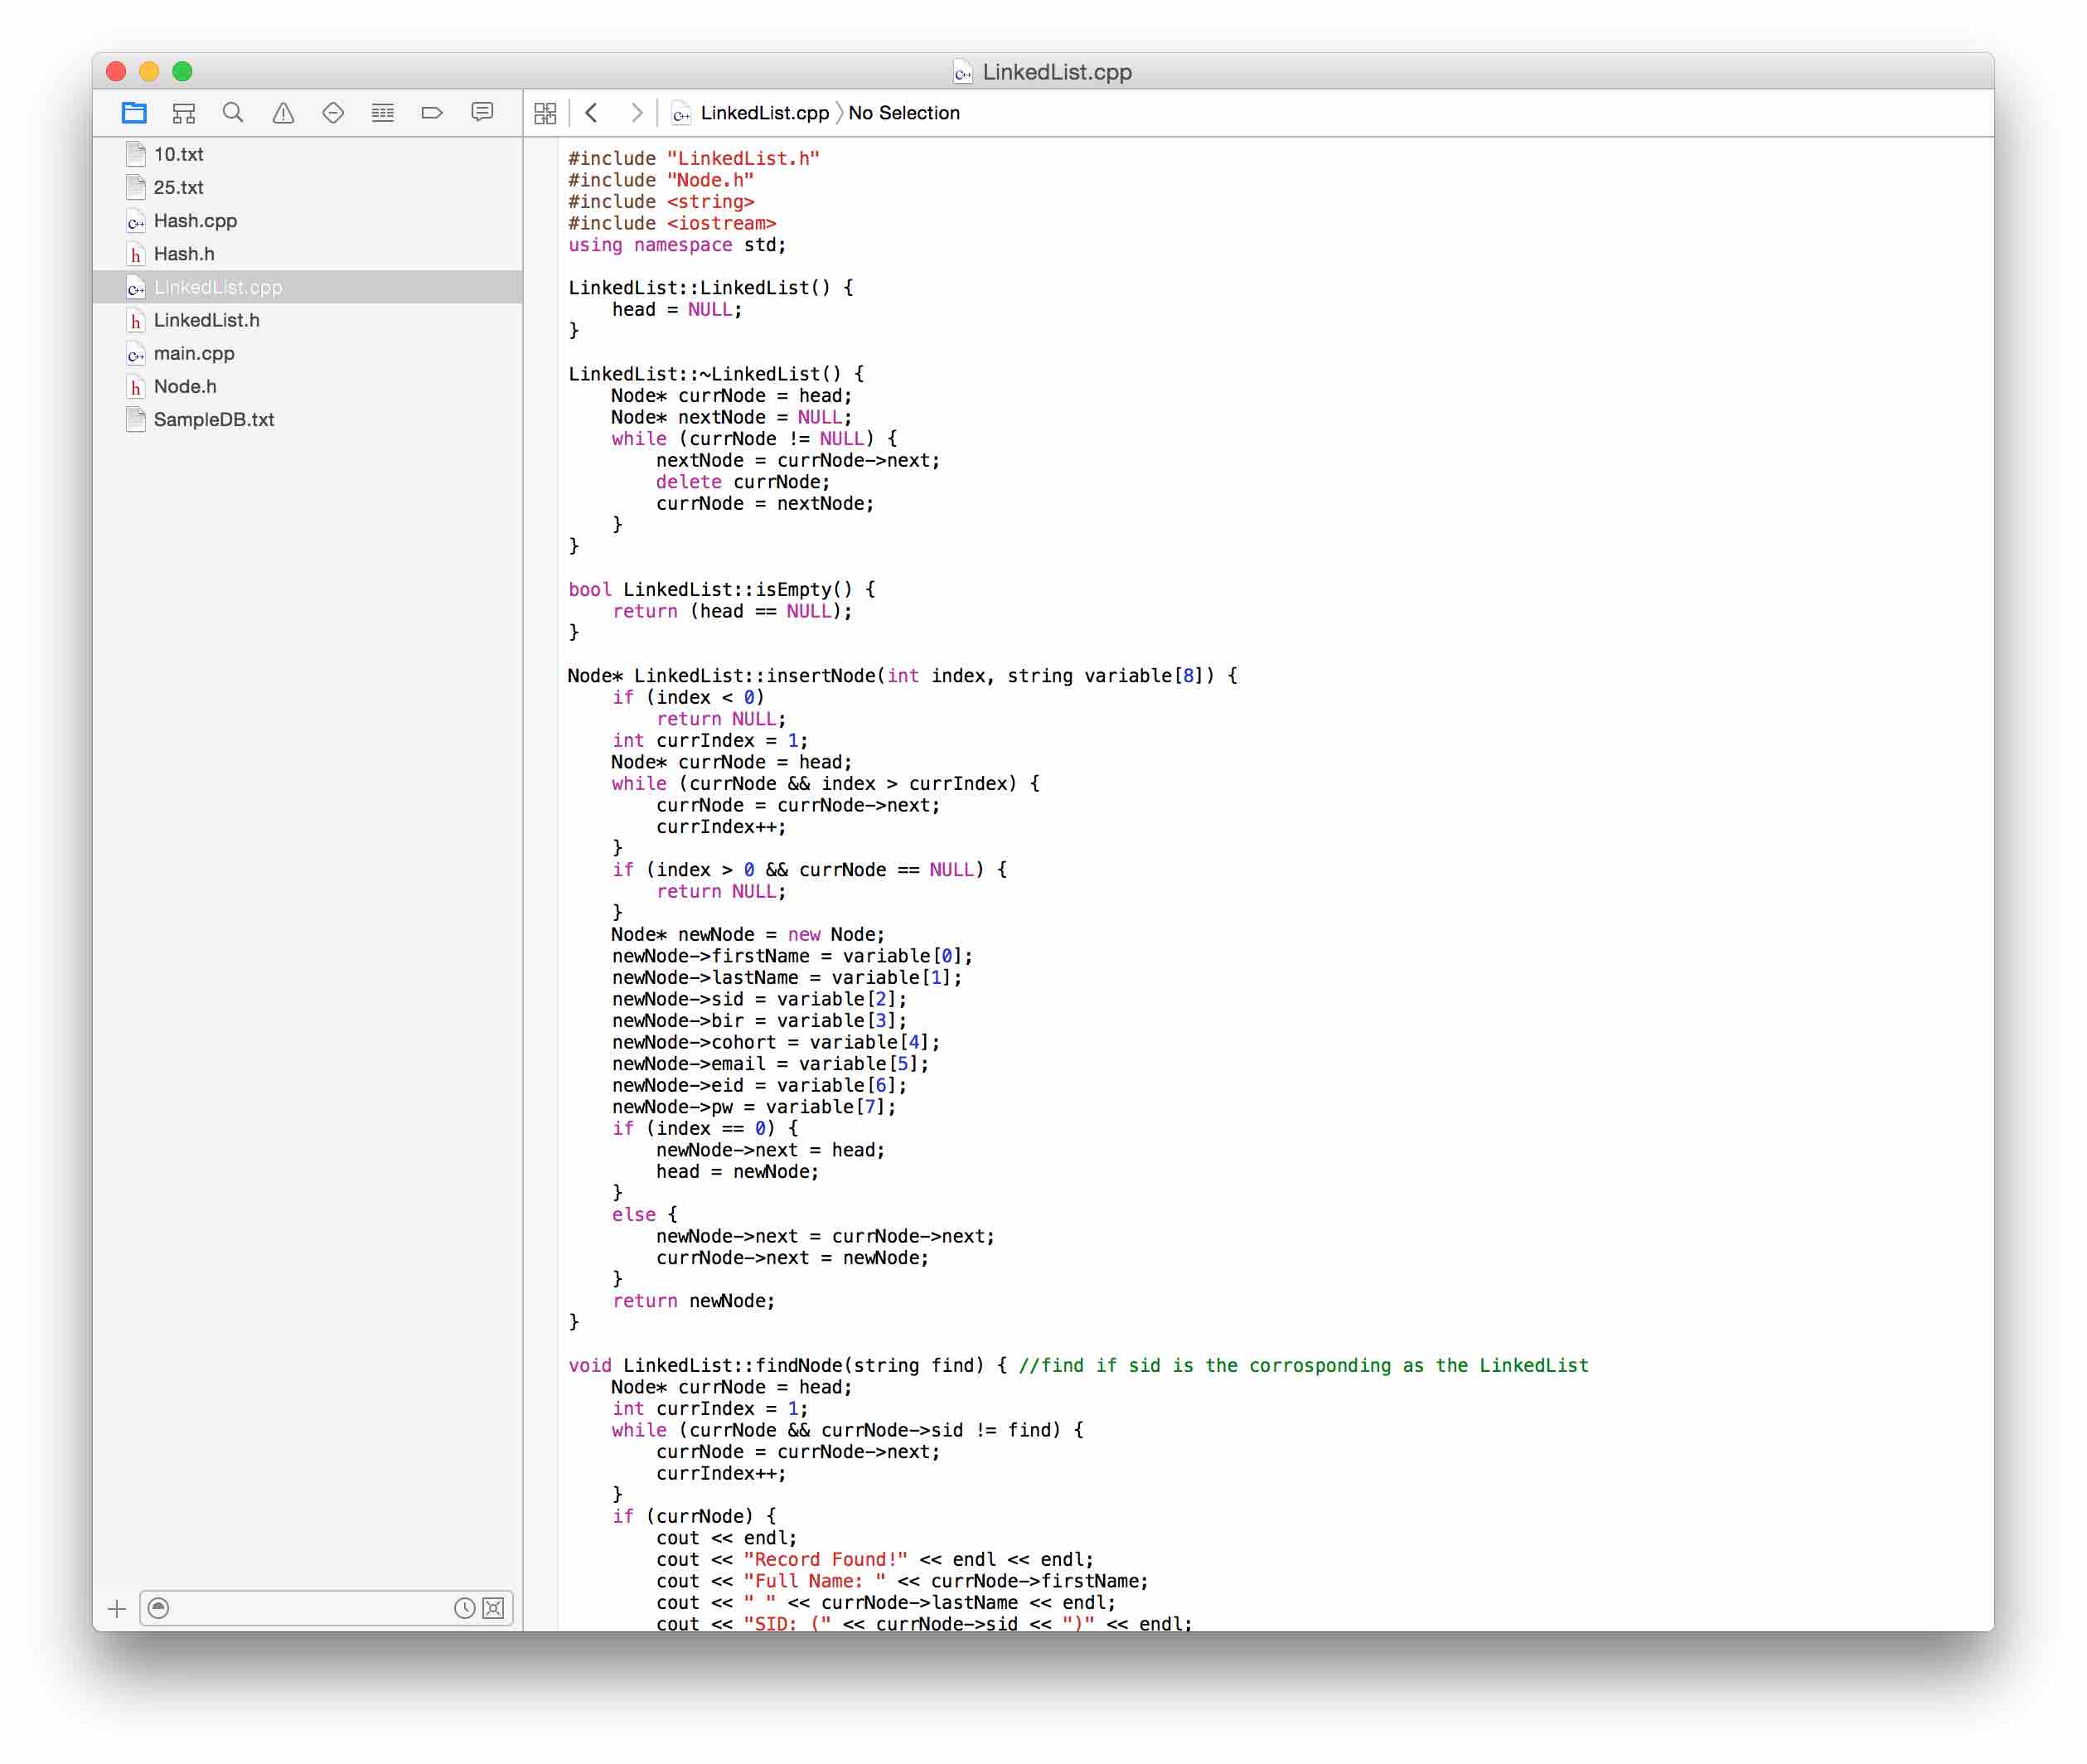 LinkedList.cpp
LinkedList.cpp 〉 No Selection
10.txt
25.txt
Hash.cpp
Hash.h
LinkedList.cpp
LinkedList.h
main.cpp
Node.h
SampleDB.txt
#include "LinkedList.h"
#include "Node.h"
#include <string>
#include <iostream>
using namespace std;
LinkedList::LinkedList() {
    head = NULL;
}
LinkedList::~LinkedList() {
    Node* currNode = head;
    Node* nextNode = NULL;
    while (currNode != NULL) {
        nextNode = currNode->next;
        delete currNode;
        currNode = nextNode;
    }
}
bool LinkedList::isEmpty() {
    return (head == NULL);
}
Node* LinkedList::insertNode(int index, string variable[8]) {
    if (index < 0)
        return NULL;
    int currIndex = 1;
    Node* currNode = head;
    while (currNode && index > currIndex) {
        currNode = currNode->next;
        currIndex++;
    }
    if (index > 0 && currNode == NULL) {
        return NULL;
    }
    Node* newNode = new Node;
    newNode->firstName = variable[0];
    newNode->lastName = variable[1];
    newNode->sid = variable[2];
    newNode->bir = variable[3];
    newNode->cohort = variable[4];
    newNode->email = variable[5];
    newNode->eid = variable[6];
    newNode->pw = variable[7];
    if (index == 0) {
        newNode->next = head;
        head = newNode;
    }
    else {
        newNode->next = currNode->next;
        currNode->next = newNode;
    }
    return newNode;
}
void LinkedList::findNode(string find) { //find if sid is the corrosponding as the LinkedList
    Node* currNode = head;
    int currIndex = 1;
    while (currNode && currNode->sid != find) {
        currNode = currNode->next;
        currIndex++;
    }
    if (currNode) {
        cout << endl;
        cout << "Record Found!" << endl << endl;
        cout << "Full Name: " << currNode->firstName;
        cout << " " << currNode->lastName << endl;
        cout << "SID: (" << currNode->sid << ")" << endl;